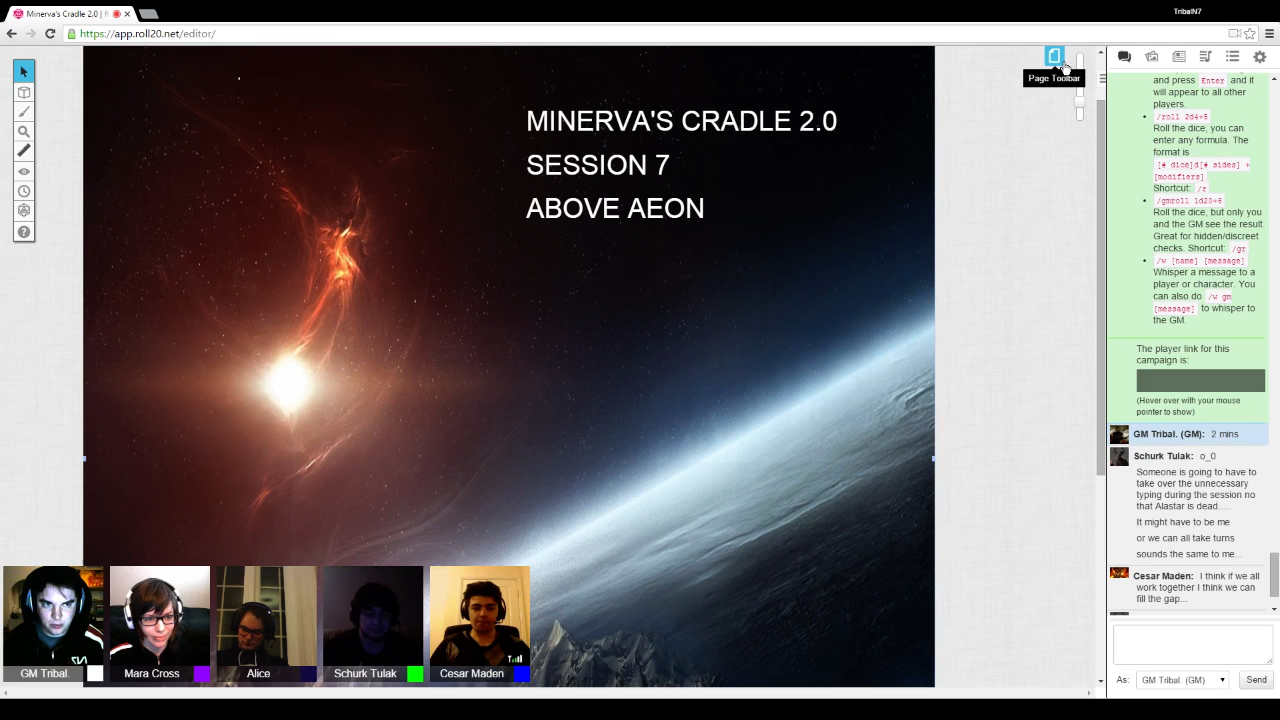 TribalN7
Minerva's Cradle 2.0 | R
https://app.roll20.net/editor/
Page Toolbar
MINERVA'S CRADLE 2.0
SESSION 7
ABOVE AEON
and press Enter and it
will appear to all other
players.
/roll 2d4+5
Roll the dice, you can
enter any formula. The
format is
[# dice]d[# sides] +
[modifiers]
Shortcut: /r
/gmroll 1d20+6
Roll the dice, but only you
and the GM see the result.
Great for hidden/discreet
checks. Shortcut: /gr
/w [name] [message]
Whisper a message to a
player or character. You
can also do /w gm
[message] to whisper to
the GM.
The player link for this
campaign is:
(Hover over with your mouse
pointer to show)
GM Tribal. (GM): 2 mins
Schurk Tulak: o_0
Someone is going to have to
take over the unnecessary
typing during the session no
that Alastar is dead.....
It might have to be me
or we can all take turns
sounds the same to me...
Cesar Maden: I think if we all
work together I think we can
fill the gap...
GM Tribal.
Mara Cross
Alice
Schurk Tulak
Cesar Maden
As: GM Tribal (GM)
Send